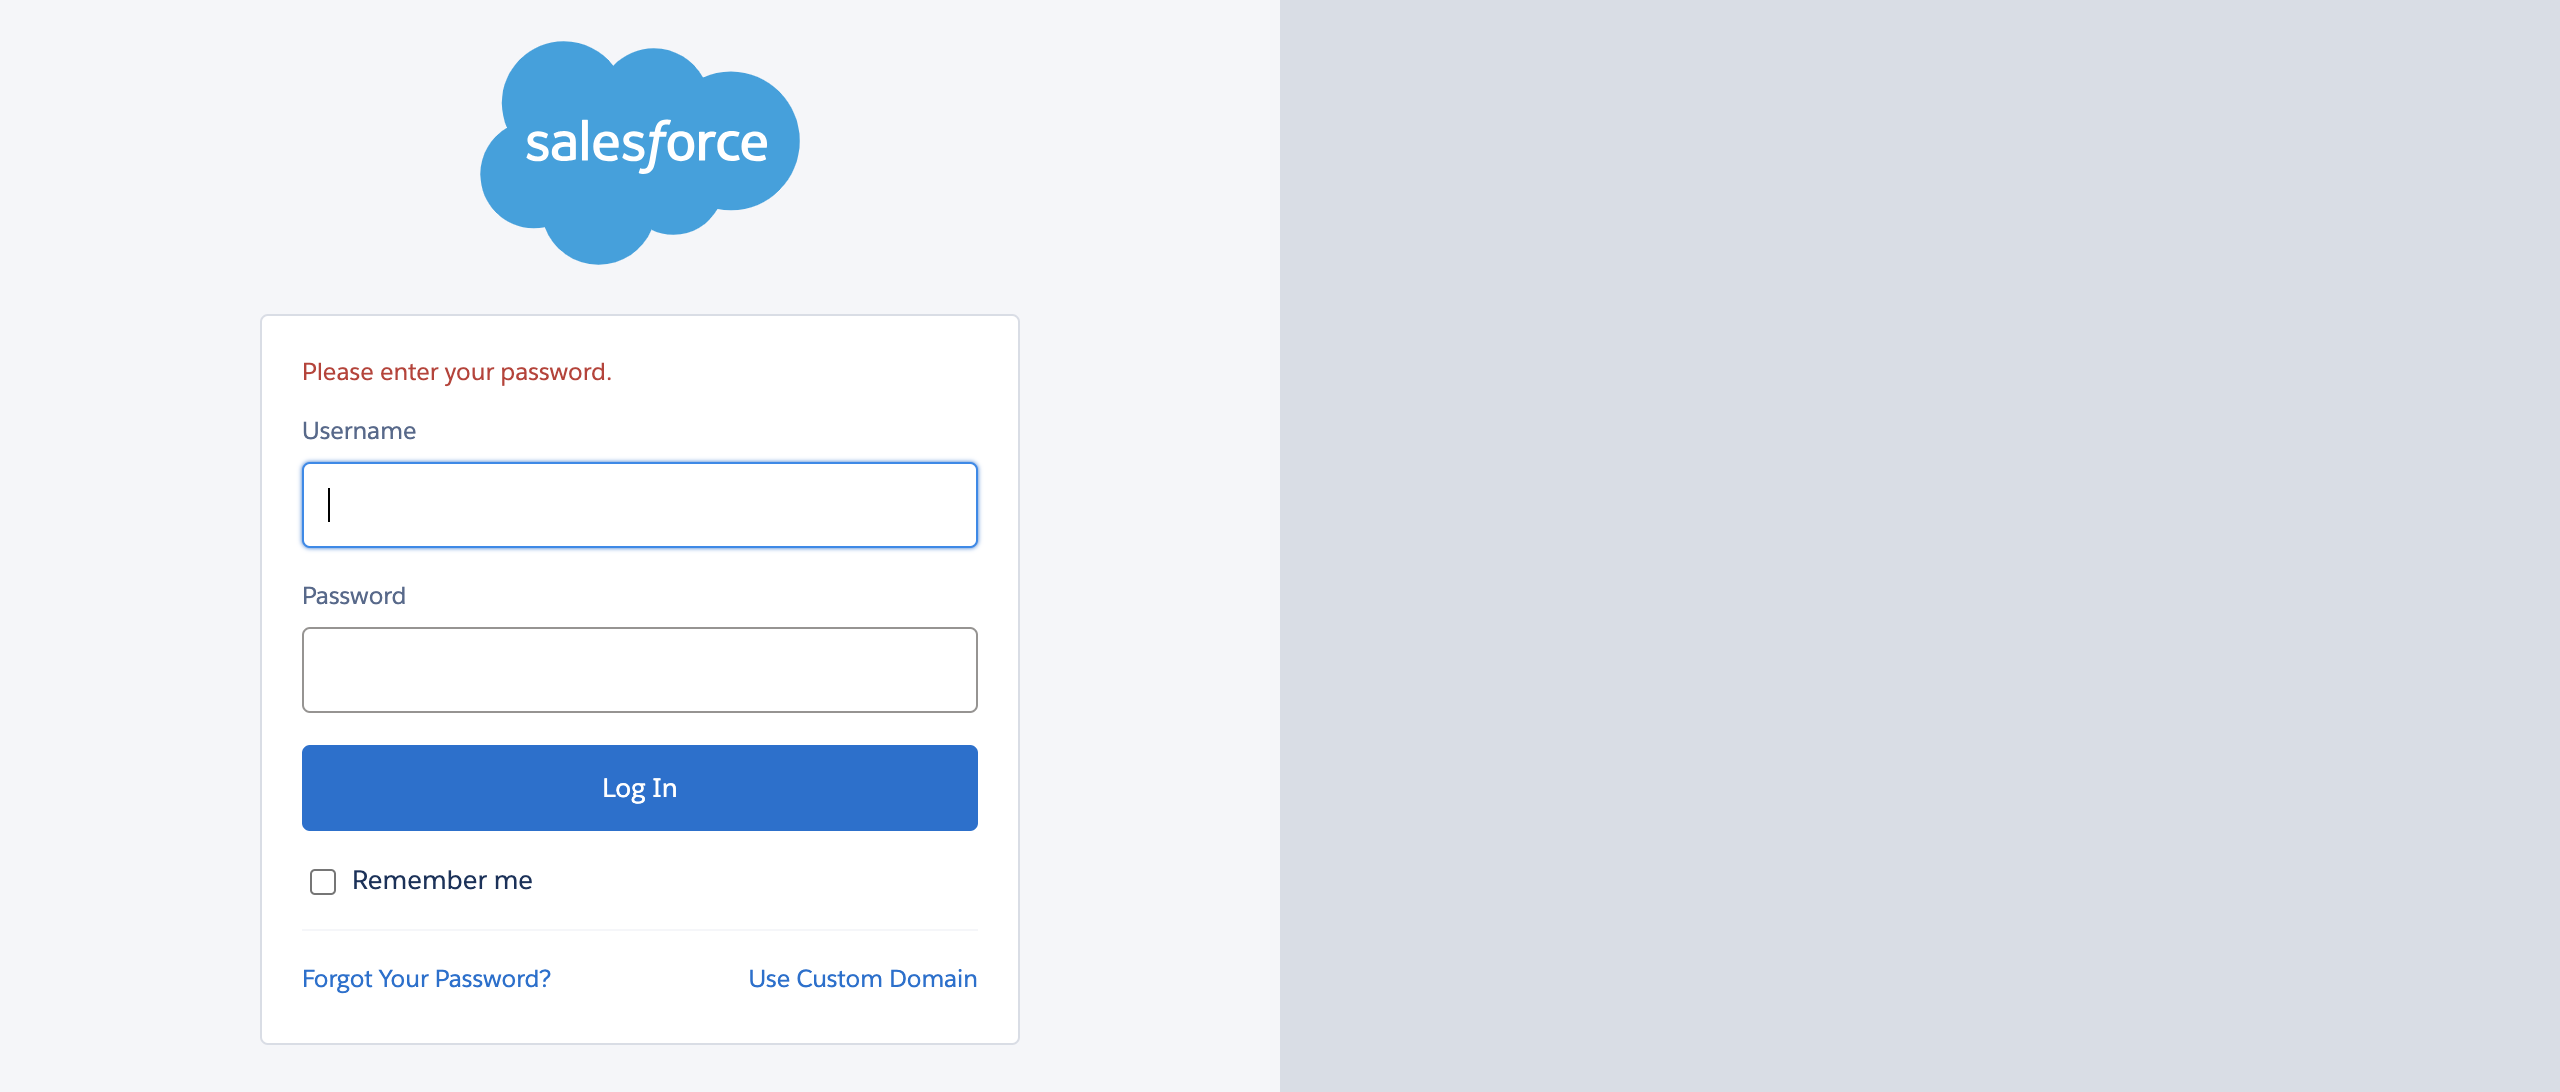 salesforce
Please enter your password.
Username
Password
Log In
Remember me
Forgot Your Password? Use Custom Domain